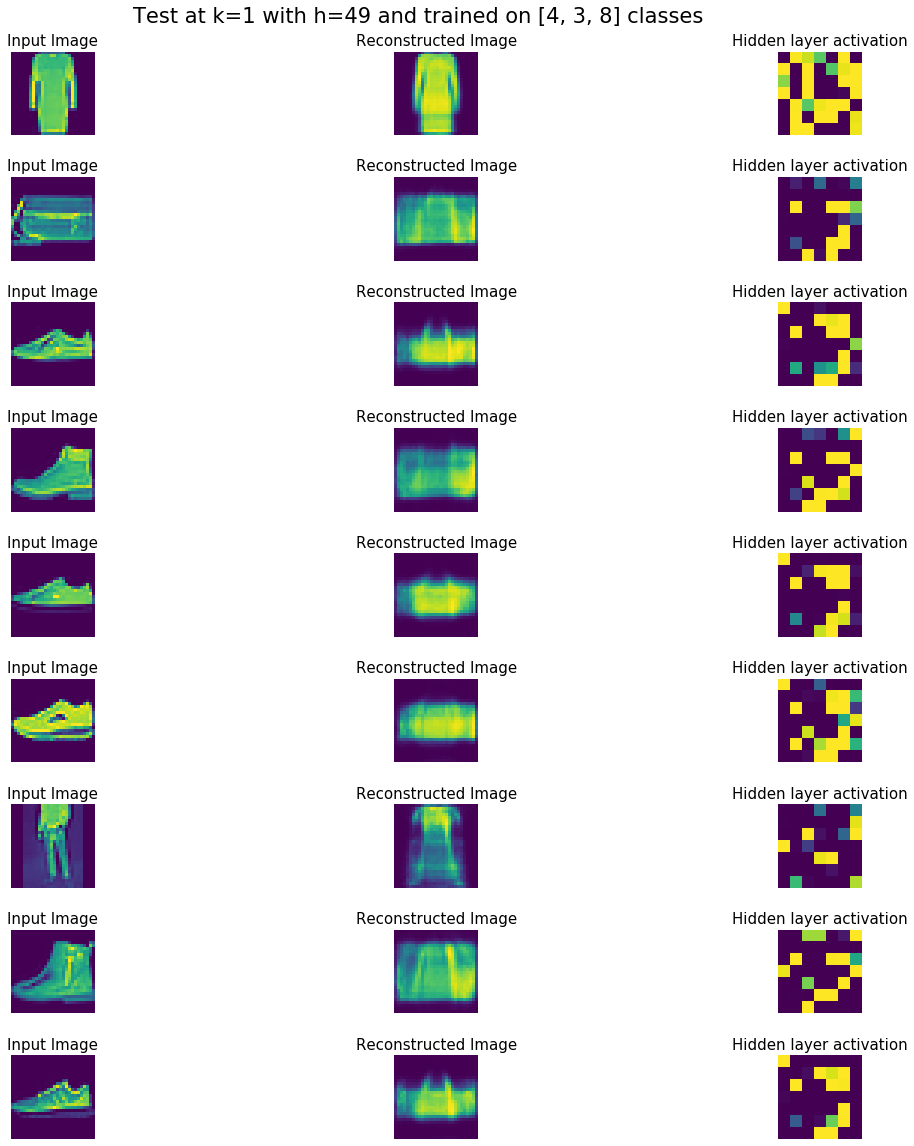 Test at k=1 with h=49 and trained on [4, 3, 8] classes
Input Image Reconstructed Image Hidden layer activation
Input Image Reconstructed Image Hidden layer activation
Input Image Reconstructed Image Hidden layer activation
Input Image Reconstructed Image Hidden layer activation
Input Image Reconstructed Image Hidden layer activation
Input Image Reconstructed Image Hidden layer activation
Input Image Reconstructed Image Hidden layer activation
Input Image Reconstructed Image Hidden layer activation
Input Image Reconstructed Image Hidden layer activation